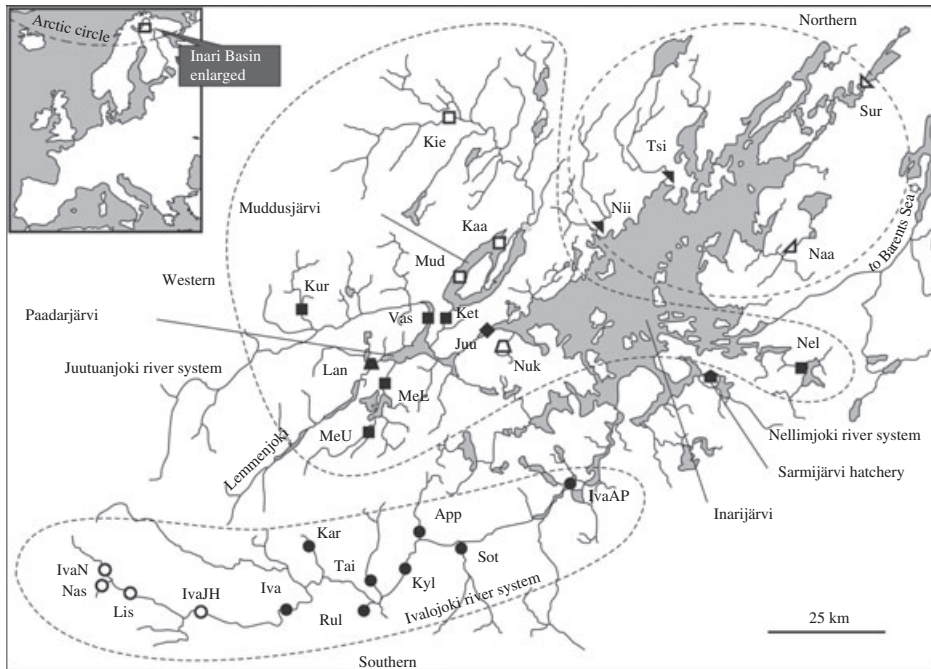 Arctic circle
Inari Basin
enlarged
Northern
Sur
Kie
Tsi
Muddusjärvi
Nii
Kaa
Naa
to Barents Sea
Mud
Western
Kur
Paadarjärvi
Vas
Ket
Juu
Nuk
Nel
Juutuanjoki river system
Lan
MeL
MeU
Lemmenjoki
Nellimjoki river system
Sarmijärvi hatchery
Inarijärvi
IvaAP
App
Kar
Sot
Tai
Kyl
IvaN
Nas
Lis
IvaJH
Iva
Rul
Ivalojoki river system
25 km
Southern